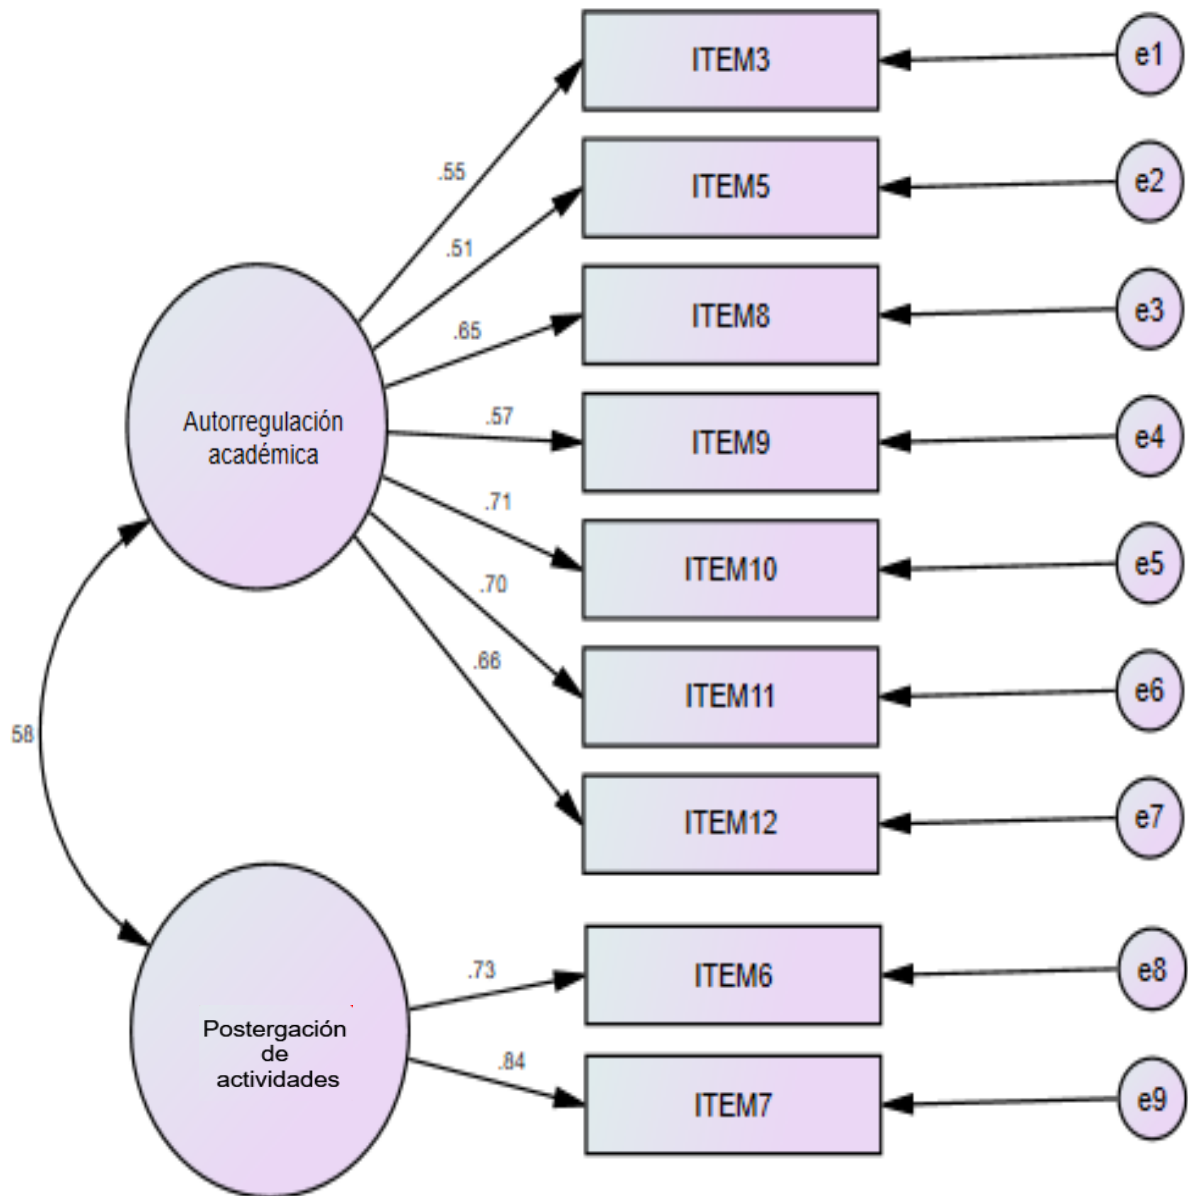 ITEM3
e1
.55
ITEM5
e2
.51
ITEM8
e3
.65
Autorregulación
académica
ITEM9
e4
.57
ITEM10
e5
.71
ITEM11
e6
.70
ITEM12
e7
.66
58
ITEM6
e8
.73
Postergación
de
actividades
ITEM7
e9
.84